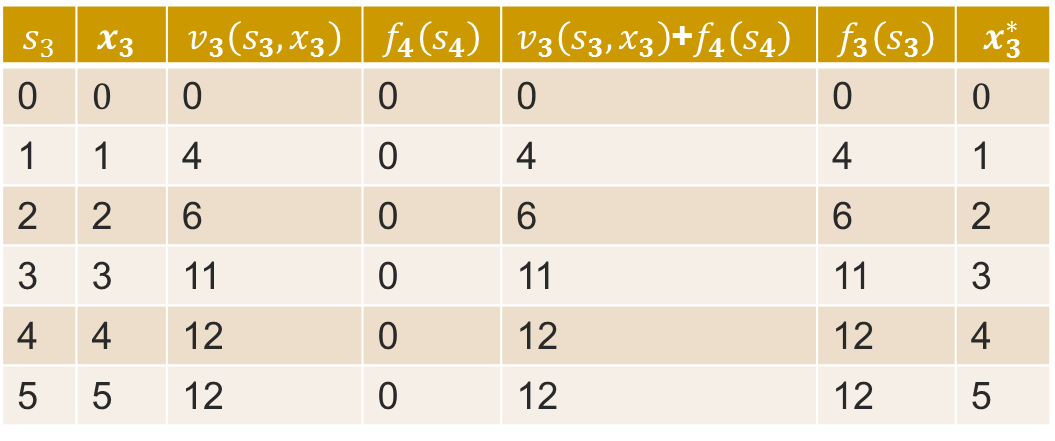 s₃ x₃ v₃(s₃, x₃) f₄(s₄) v₃(s₃, x₃)+f₄(s₄) f₃(s₃) x₃*
0 0 0 0 0 0 0
1 1 4 0 4 4 1
2 2 6 0 6 6 2
3 3 11 0 11 11 3
4 4 12 0 12 12 4
5 5 12 0 12 12 5